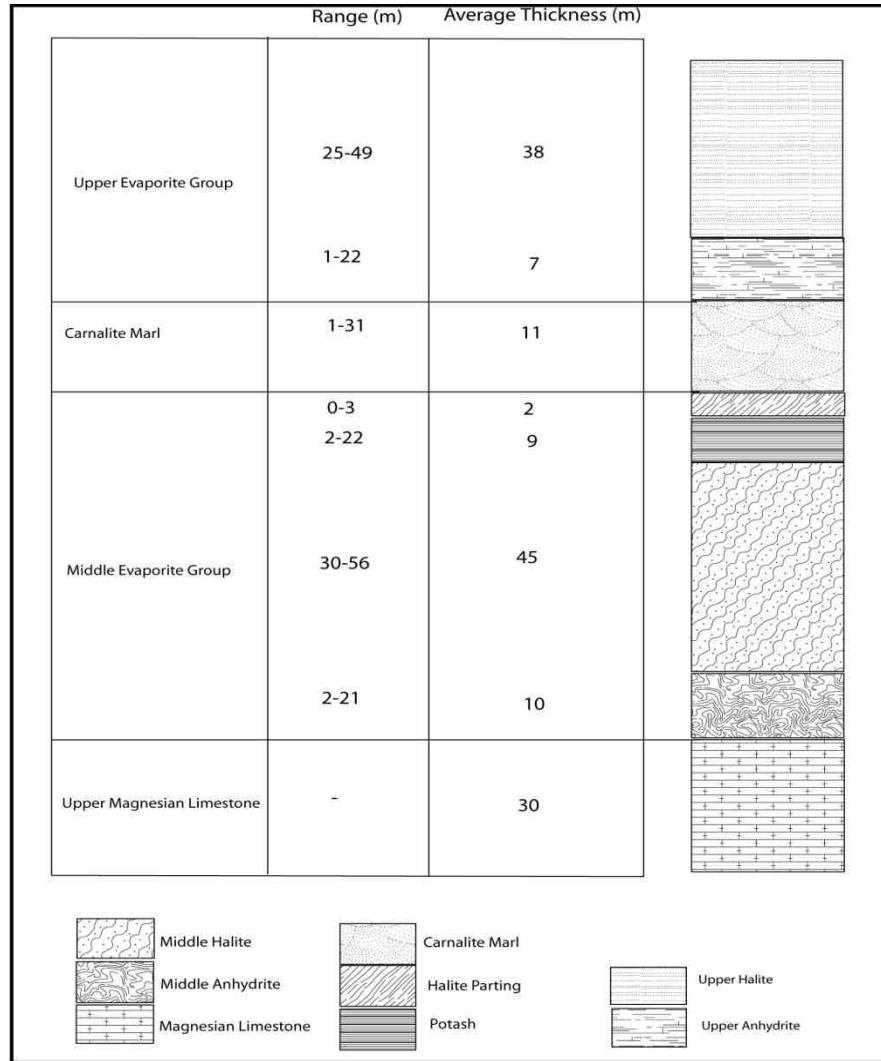 Range (m) Average Thickness (m)
25-49 38
Upper Evaporite Group
1-22 7
Carnalite Marl 1-31 11
0-3 2
2-22 9
Middle Evaporite Group 30-56 45
2-21 10
Upper Magnesian Limestone - 30
Middle Halite Carnalite Marl
Middle Anhydrite Halite Parting Upper Halite
Magnesian Limestone Potash Upper Anhydrite